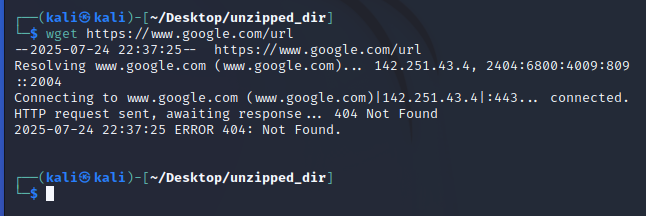 ┌──(kali㉿kali)-[~/Desktop/unzipped_dir]
└─$ wget https://www.google.com/url
--2025-07-24 22:37:25--  https://www.google.com/url
Resolving www.google.com (www.google.com)... 142.251.43.4, 2404:6800:4009:809
::2004
Connecting to www.google.com (www.google.com)|142.251.43.4|:443... connected.
HTTP request sent, awaiting response... 404 Not Found
2025-07-24 22:37:25 ERROR 404: Not Found.
┌──(kali㉿kali)-[~/Desktop/unzipped_dir]
└─$